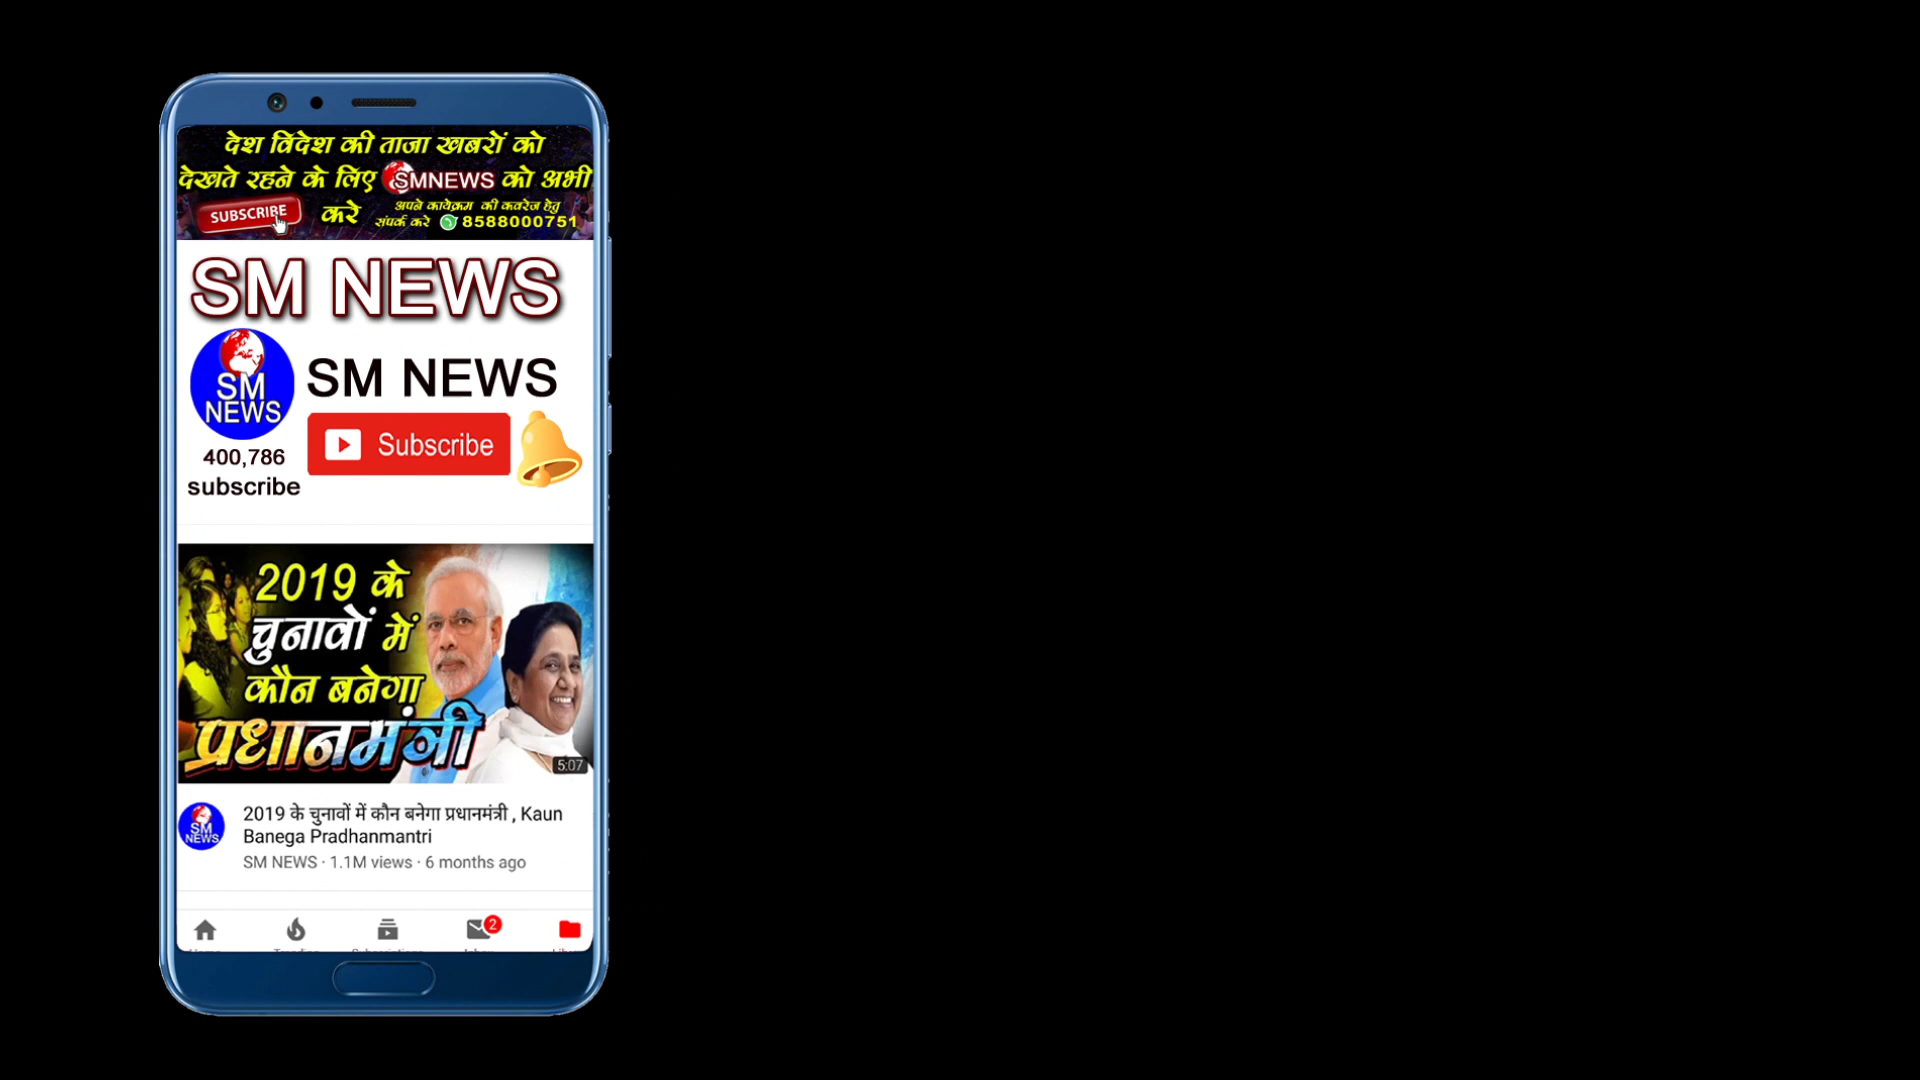 देश विदेश की ताजा खबरों को
देखते रहने के लिए SMNEWS को अभी
SUBSCRIBE करे
अपने कार्यक्रम की कवरेज हेतु
संपर्क करे 8588000751
SM NEWS
SM
NEWS
SM NEWS
Subscribe
400,786
subscribe
2019 के
चुनावों में
कौन बनेगा
प्रधानमंत्री
5:07
SM
NEWS
2019 के चुनावों में कौन बनेगा प्रधानमंत्री , Kaun
Banega Pradhanmantri
SM NEWS · 1.1M views · 6 months ago
2